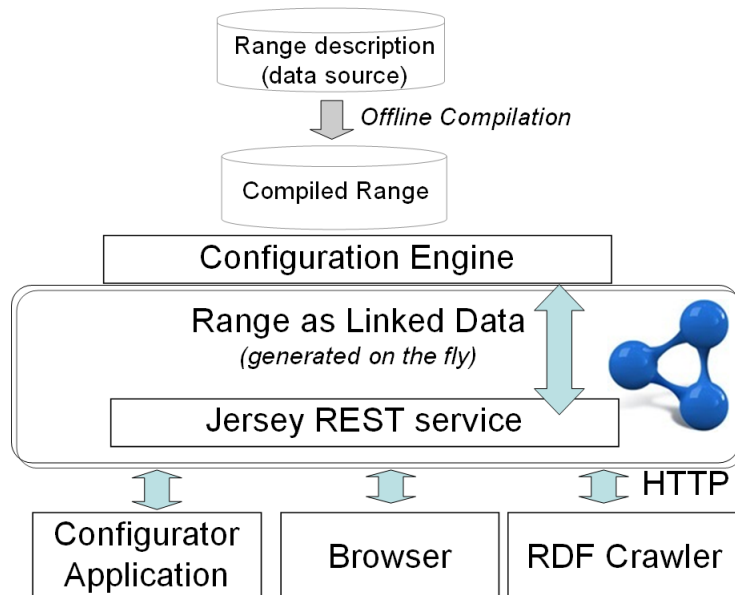 Range description
(data source)
Offline Compilation
Compiled Range
Configuration Engine
Range as Linked Data
(generated on the fly)
Jersey REST service
HTTP
Configurator
Application
Browser
RDF Crawler